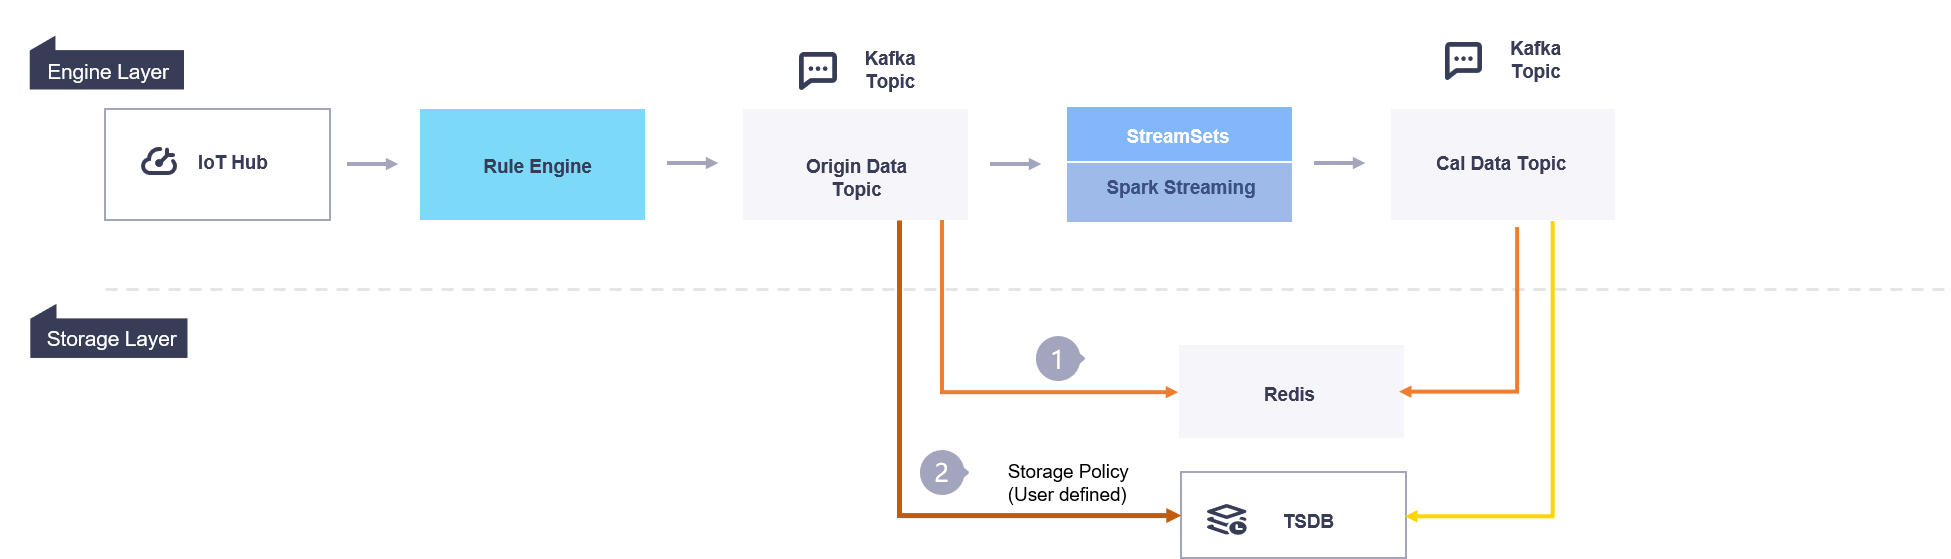 Engine Layer
Kafka
Topic
Kafka
Topic
IoT Hub
Rule Engine
Origin Data
Topic
StreamSets
Spark Streaming
Cal Data Topic
Storage Layer
1
Redis
2
Storage Policy
(User defined)
TSDB